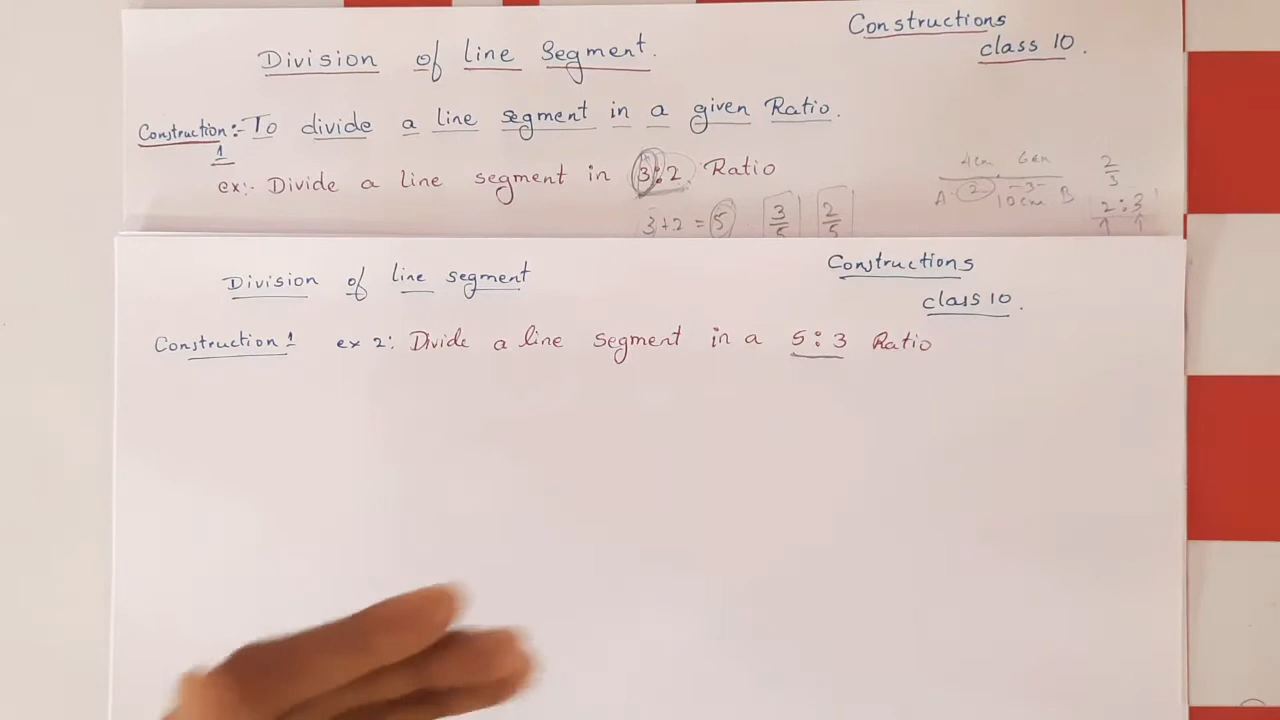 Constructions
class 10.
Division of line segment.
Construction:- To divide a line segment in a given Ratio.
1
ex:- Divide a line segment in 3:2. Ratio
4cm 6cm
A 2 -3- B
10cm
2
3
2:3
3+2 = 5 3/5 2/5
Constructions
class 10.
Division of line segment
Construction 1 ex 2: Divide a line segment in a 5:3 Ratio